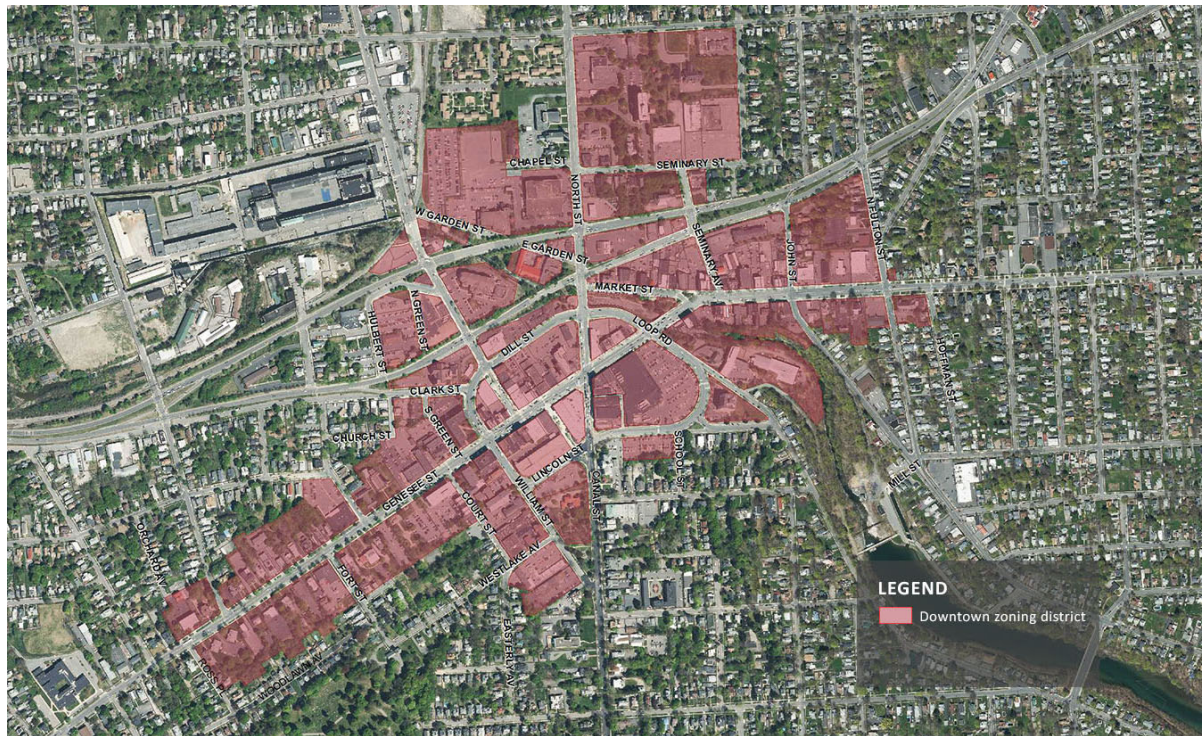 CHAPEL ST
SEMINARY ST
NORTH ST
W GARDEN ST
E GARDEN ST
SEMINARY AV
JOHN ST
N FULTON ST
MARKET ST
N GREEN ST
HULBERT ST
DILL ST
LOOP RD
HOFFMAN ST
CLARK ST
CHURCH ST
S GREEN ST
GENESEE ST
LINCOLN ST
SCHOOL ST
CANAL ST
WILLIAM ST
COURT ST
MILL ST
ORCHARD AV
FORT ST
WESTLAKE AV
EASTERLY AV
WOODLAWN AV
LEGEND
Downtown zoning district